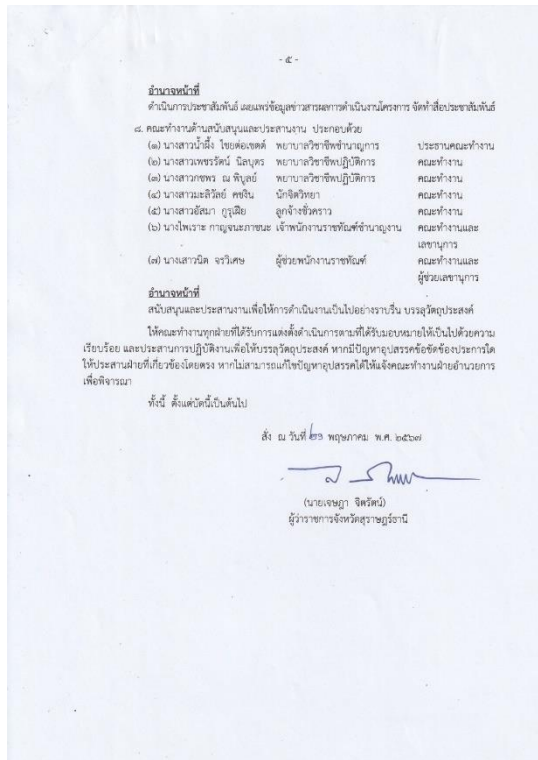 - ๕ -
อำนาจหน้าที่
ดำเนินการประชาสัมพันธ์ เผยแพร่ข้อมูลข่าวสารผลการดำเนินงานโครงการ จัดทำสื่อประชาสัมพันธ์
๘. คณะทำงานด้านสนับสนุนและประสานงาน ประกอบด้วย
(๑) นางสาวน้ำผึ้ง ไชยต่อเขตต์ พยาบาลวิชาชีพชำนาญการ ประธานคณะทำงาน
(๒) นางสาวเพชรรัตน์ นิลบุตร พยาบาลวิชาชีพปฏิบัติการ คณะทำงาน
(๓) นางสาวกชพร ณ พิบูลย์ พยาบาลวิชาชีพปฏิบัติการ คณะทำงาน
(๔) นางสาวมะลิวัลย์ คชเงิน นักจิตวิทยา คณะทำงาน
(๕) นางสาวอัสมา กูรุเฝีย ลูกจ้างชั่วคราว คณะทำงาน
(๖) นางไพเราะ กาญจนะภาชนะ เจ้าพนักงานราชทัณฑ์ชำนาญงาน คณะทำงานและ
เลขานุการ
(๗) นางเสาวนิต จรวิเศษ ผู้ช่วยพนักงานราชทัณฑ์ คณะทำงานและ
ผู้ช่วยเลขานุการ
อำนาจหน้าที่
สนับสนุนและประสานงานเพื่อให้การดำเนินงานเป็นไปอย่างราบรื่น บรรลุวัตถุประสงค์
ให้คณะทำงานทุกฝ่ายที่ได้รับการแต่งตั้งดำเนินการตามที่ได้รับมอบหมายให้เป็นไปด้วยความ
เรียบร้อย และประสานการปฏิบัติงานเพื่อให้บรรลุวัตถุประสงค์ หากมีปัญหาอุปสรรคข้อขัดข้องประการใด
ให้ประสานฝ่ายที่เกี่ยวข้องโดยตรง หากไม่สามารถแก้ไขปัญหาอุปสรรคได้ให้แจ้งคณะทำงานฝ่ายอำนวยการ
เพื่อพิจารณา
ทั้งนี้ ตั้งแต่บัดนี้เป็นต้นไป
สั่ง ณ วันที่ ๒๑ พฤษภาคม พ.ศ. ๒๕๖๗
(นายเจษฎา จิตรัตน์)
ผู้ว่าราชการจังหวัดสุราษฎร์ธานี